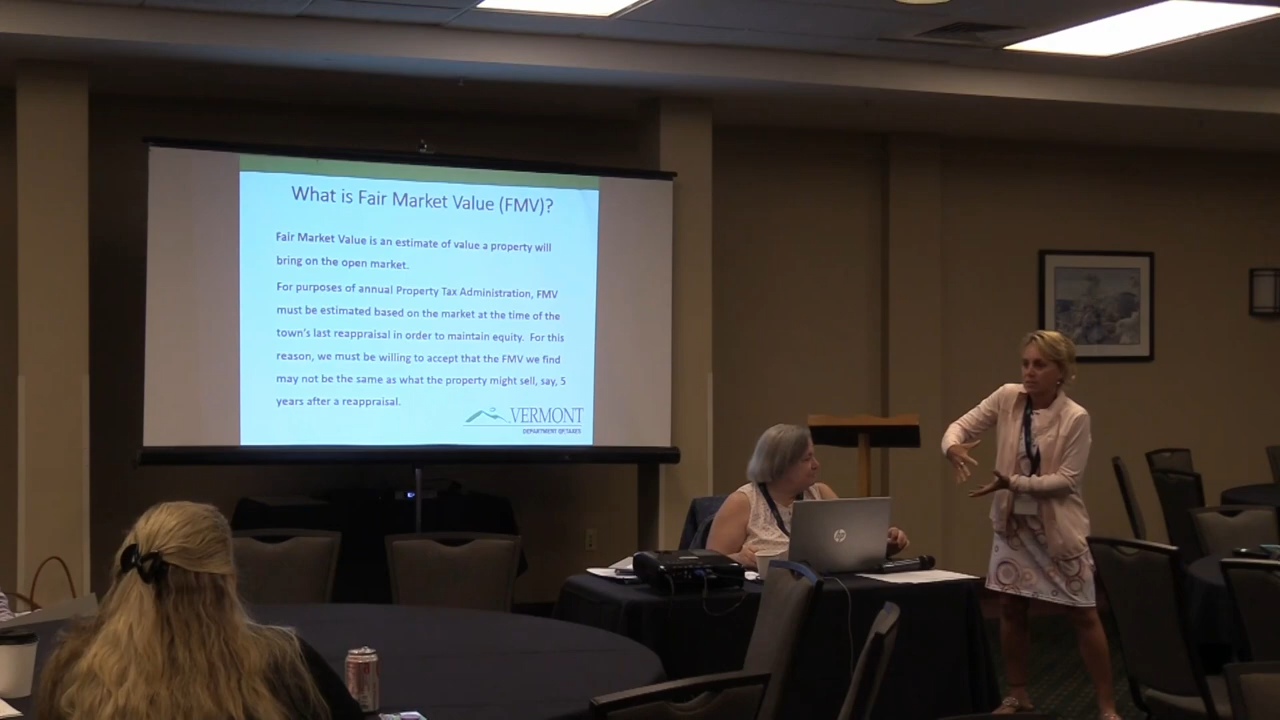 What is Fair Market Value (FMV)?
Fair Market Value is an estimate of value a property will
bring on the open market.
For purposes of annual Property Tax Administration, FMV
must be estimated based on the market at the time of the
town's last reappraisal in order to maintain equity. For this
reason, we must be willing to accept that the FMV we find
may not be the same as what the property might sell, say, 5
years after a reappraisal.
VERMONT
DEPARTMENT OF TAXES
hp